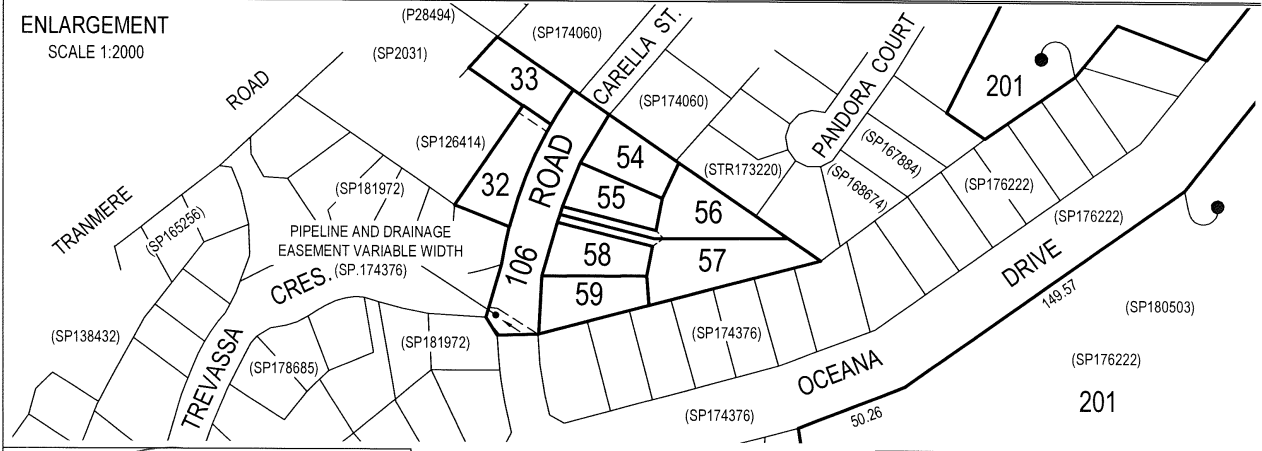 ENLARGEMENT
SCALE 1:2000
(P28494)
(SP2031)
(SP174060)
CARELLA ST.
(SP174060)
PANDORA COURT
201
33
ROAD
(SP126414)
32
ROAD
54
55
56
(STR173220)
(SP167884)
(SP168674)
(SP176222)
(SP176222)
TRANMERE
(SP165256)
(SP181972)
PIPELINE AND DRAINAGE
EASEMENT VARIABLE WIDTH
(SP.174376)
CRES.
106
58
57
59
DRIVE
149.57
(SP180503)
(SP138432)
TREVASSA
(SP178685)
(SP181972)
(SP174376)
OCEANA
(SP176222)
201
(SP174376)
50.26